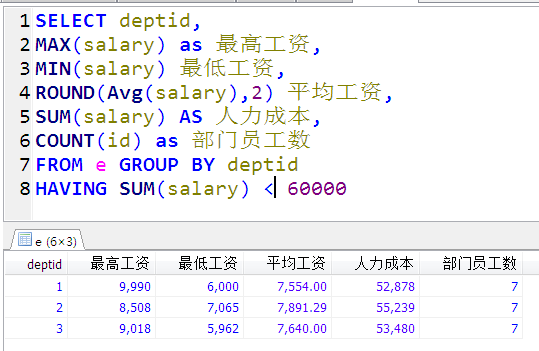 1 SELECT deptid,
2 MAX(salary) as 最高工资,
3 MIN(salary) 最低工资,
4 ROUND(Avg(salary),2) 平均工资,
5 SUM(salary) AS 人力成本,
6 COUNT(id) as 部门员工数
7 FROM e GROUP BY deptid
8 HAVING SUM(salary) < 60000
e (6×3)
deptid 最高工资 最低工资 平均工资 人力成本 部门员工数
1 9,990 6,000 7,554.00 52,878 7
2 8,508 7,065 7,891.29 55,239 7
3 9,018 5,962 7,640.00 53,480 7